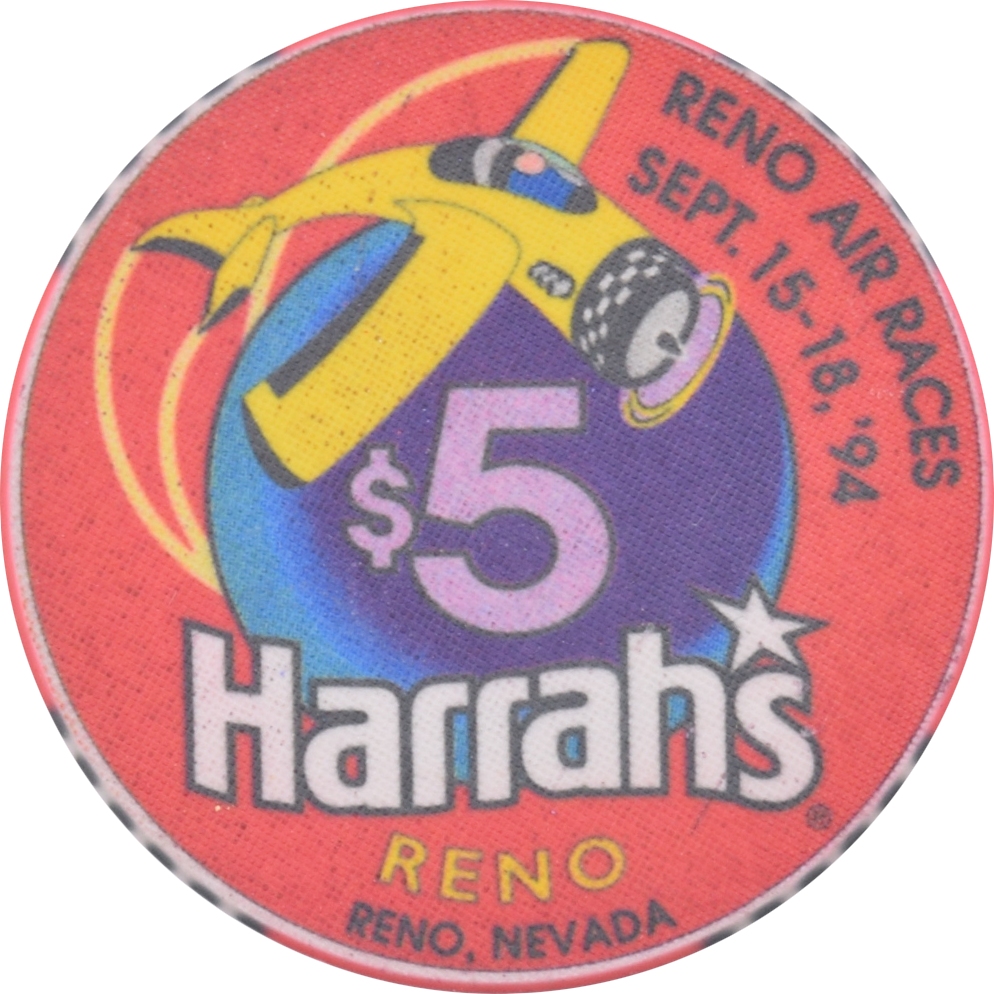 RENO AIR RACES
SEPT. 15-18, '94
$5
Harrah's
®
RENO
RENO, NEVADA